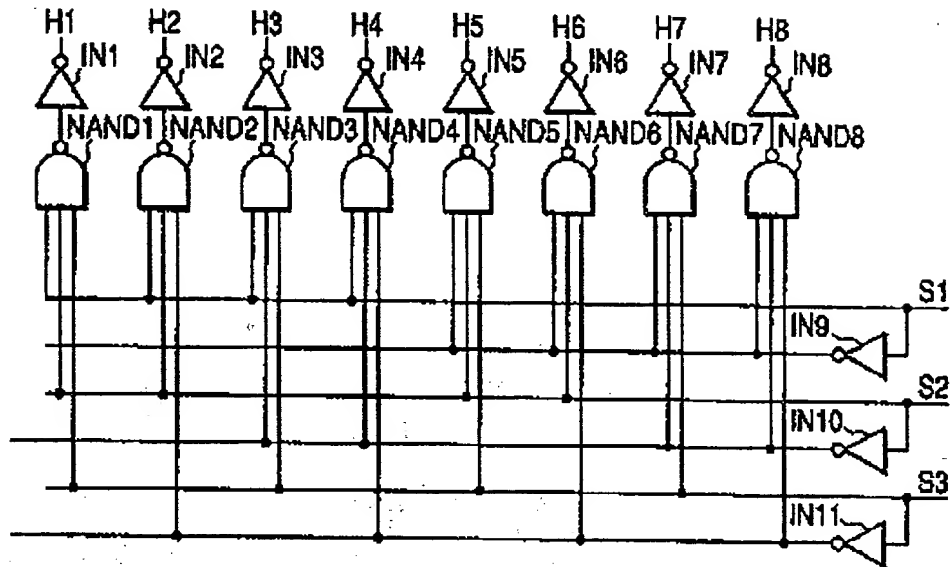 H1 H2 H3 H4 H5 H6 H7 H8
IN1 IN2 IN3 IN4 IN5 IN6 IN7 IN8
NAND1 NAND2 NAND3 NAND4 NAND5 NAND6 NAND7 NAND8
S1
IN9
S2
IN10
S3
IN11